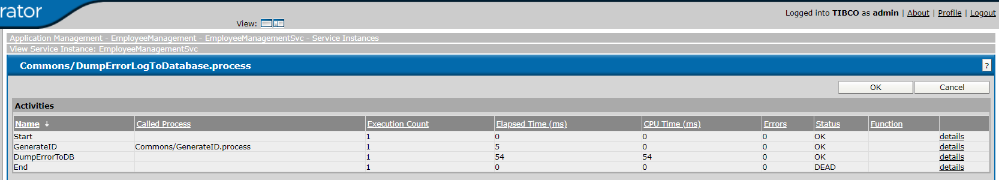 rator
Logged into TIBCO as admin | About | Profile | Logout
View:
Application Management - EmployeeManagement - EmployeeManagementSvc - Service Instances
View Service Instance: EmployeeManagementSvc
Commons/DumpErrorLogToDatabase.process ?
OK Cancel
Activities
Name ↓ Called Process Execution Count Elapsed Time (ms) CPU Time (ms) Errors Status Function
Start 1 0 0 0 OK details
GenerateID Commons/GenerateID.process 1 5 0 0 OK details
DumpErrorToDB 1 54 54 0 OK details
End 1 0 0 0 DEAD details